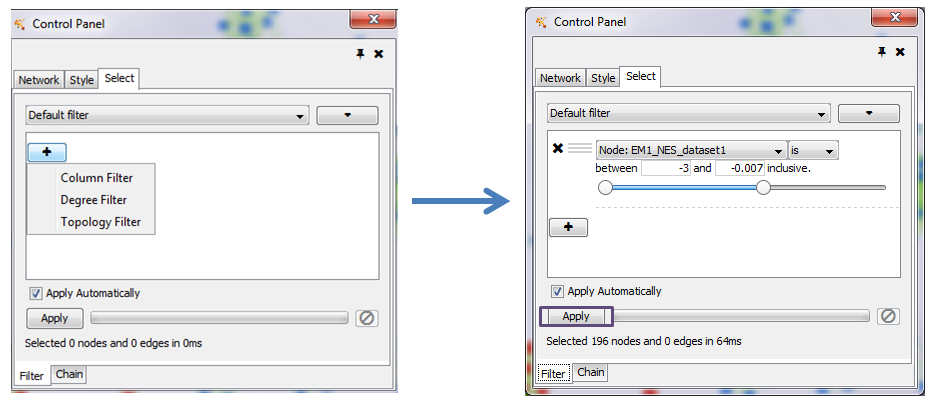 Control Panel
Network Style Select
Default filter
Column Filter
Degree Filter
Topology Filter
Apply Automatically
Apply
Selected 0 nodes and 0 edges in 0ms
Filter Chain
Control Panel
Network Style Select
Default filter
Node: EM1_NES_dataset1 is
between -3 and -0.007 inclusive.
Apply Automatically
Apply
Selected 196 nodes and 0 edges in 64ms
Filter Chain